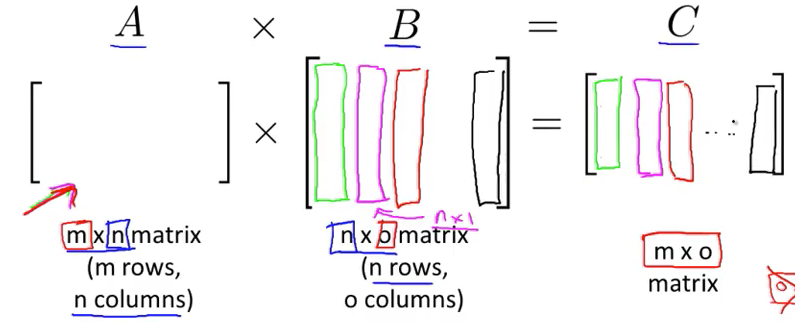 A × B = C
× =
n x 1
m x n matrix n x o matrix
(m rows, (n rows, m x o
n columns) o columns) matrix